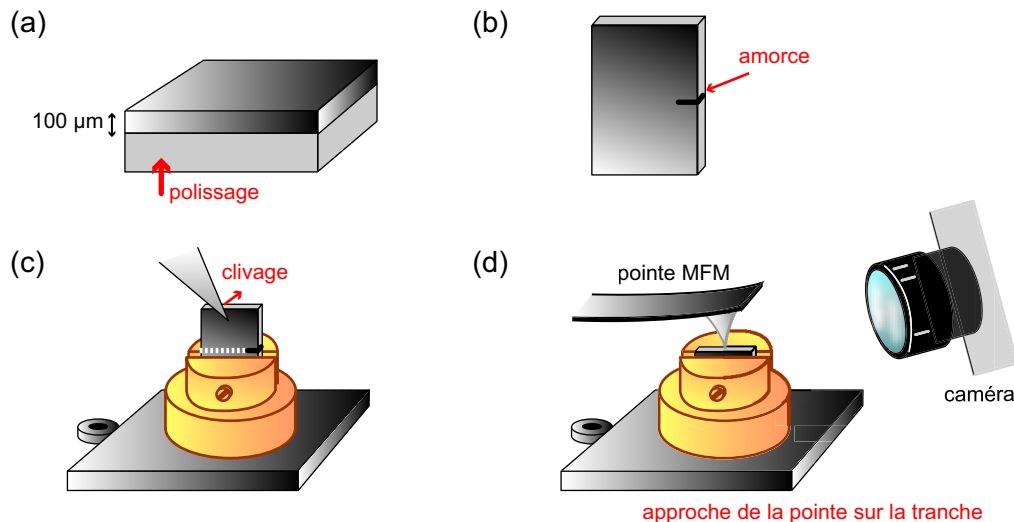 (a)
100 µm
polissage
(b)
amorce
(c)
clivage
(d)
pointe MFM
caméra
approche de la pointe sur la tranche